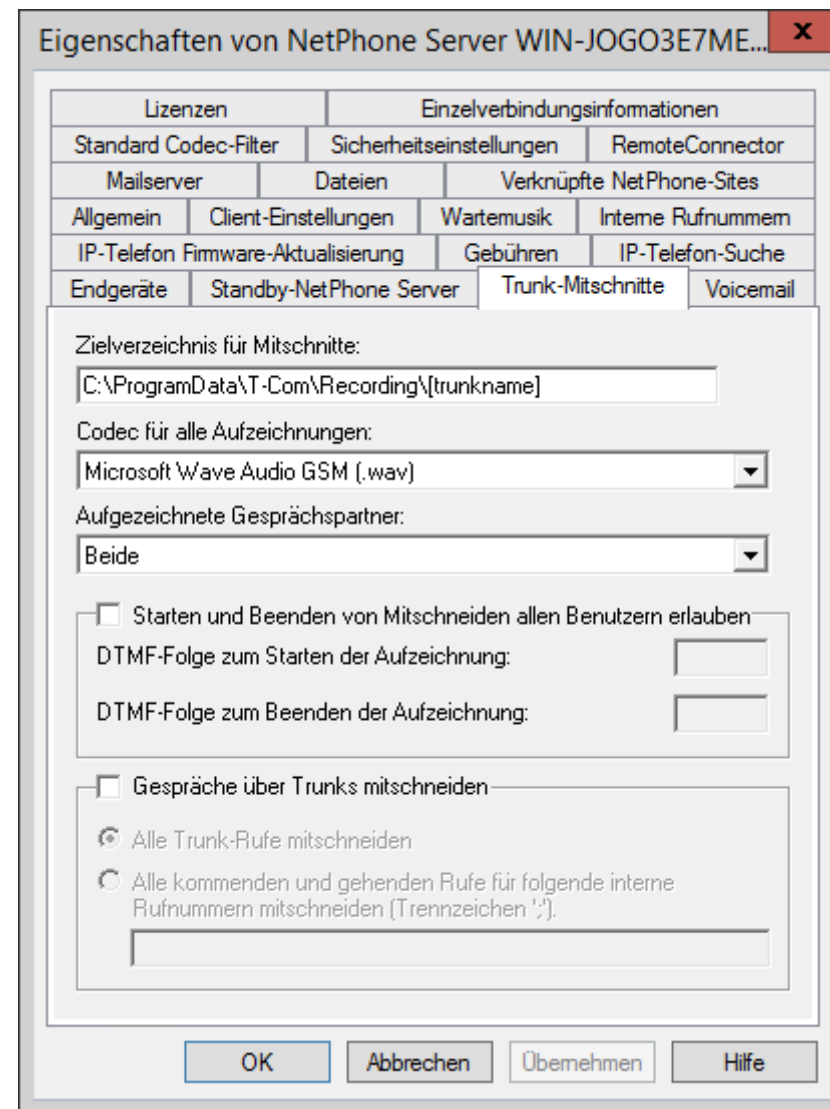 Eigenschaften von NetPhone Server WIN-JOGO3E7ME... x
Lizenzen Einzelverbindungsinformationen
Standard Codec-Filter Sicherheitseinstellungen RemoteConnector
Mailserver Dateien Verknüpfte NetPhone-Sites
Allgemein Client-Einstellungen Wartemusik Interne Rufnummern
IP-Telefon Firmware-Aktualisierung Gebühren IP-Telefon-Suche
Endgeräte Standby-NetPhone Server Trunk-Mitschnitte Voicemail
Zielverzeichnis für Mitschnitte:
C:\ProgramData\T-Com\Recording\[trunkname]
Codec für alle Aufzeichnungen:
Microsoft Wave Audio GSM (.wav)
Aufgezeichnete Gesprächspartner:
Beide
Starten und Beenden von Mitschneiden allen Benutzern erlauben
DTMF-Folge zum Starten der Aufzeichnung:
DTMF-Folge zum Beenden der Aufzeichnung:
Gespräche über Trunks mitschneiden
Alle Trunk-Rufe mitschneiden
Alle kommenden und gehenden Rufe für folgende interne
Rufnummern mitschneiden (Trennzeichen ';').
OK Abbrechen Übernehmen Hilfe